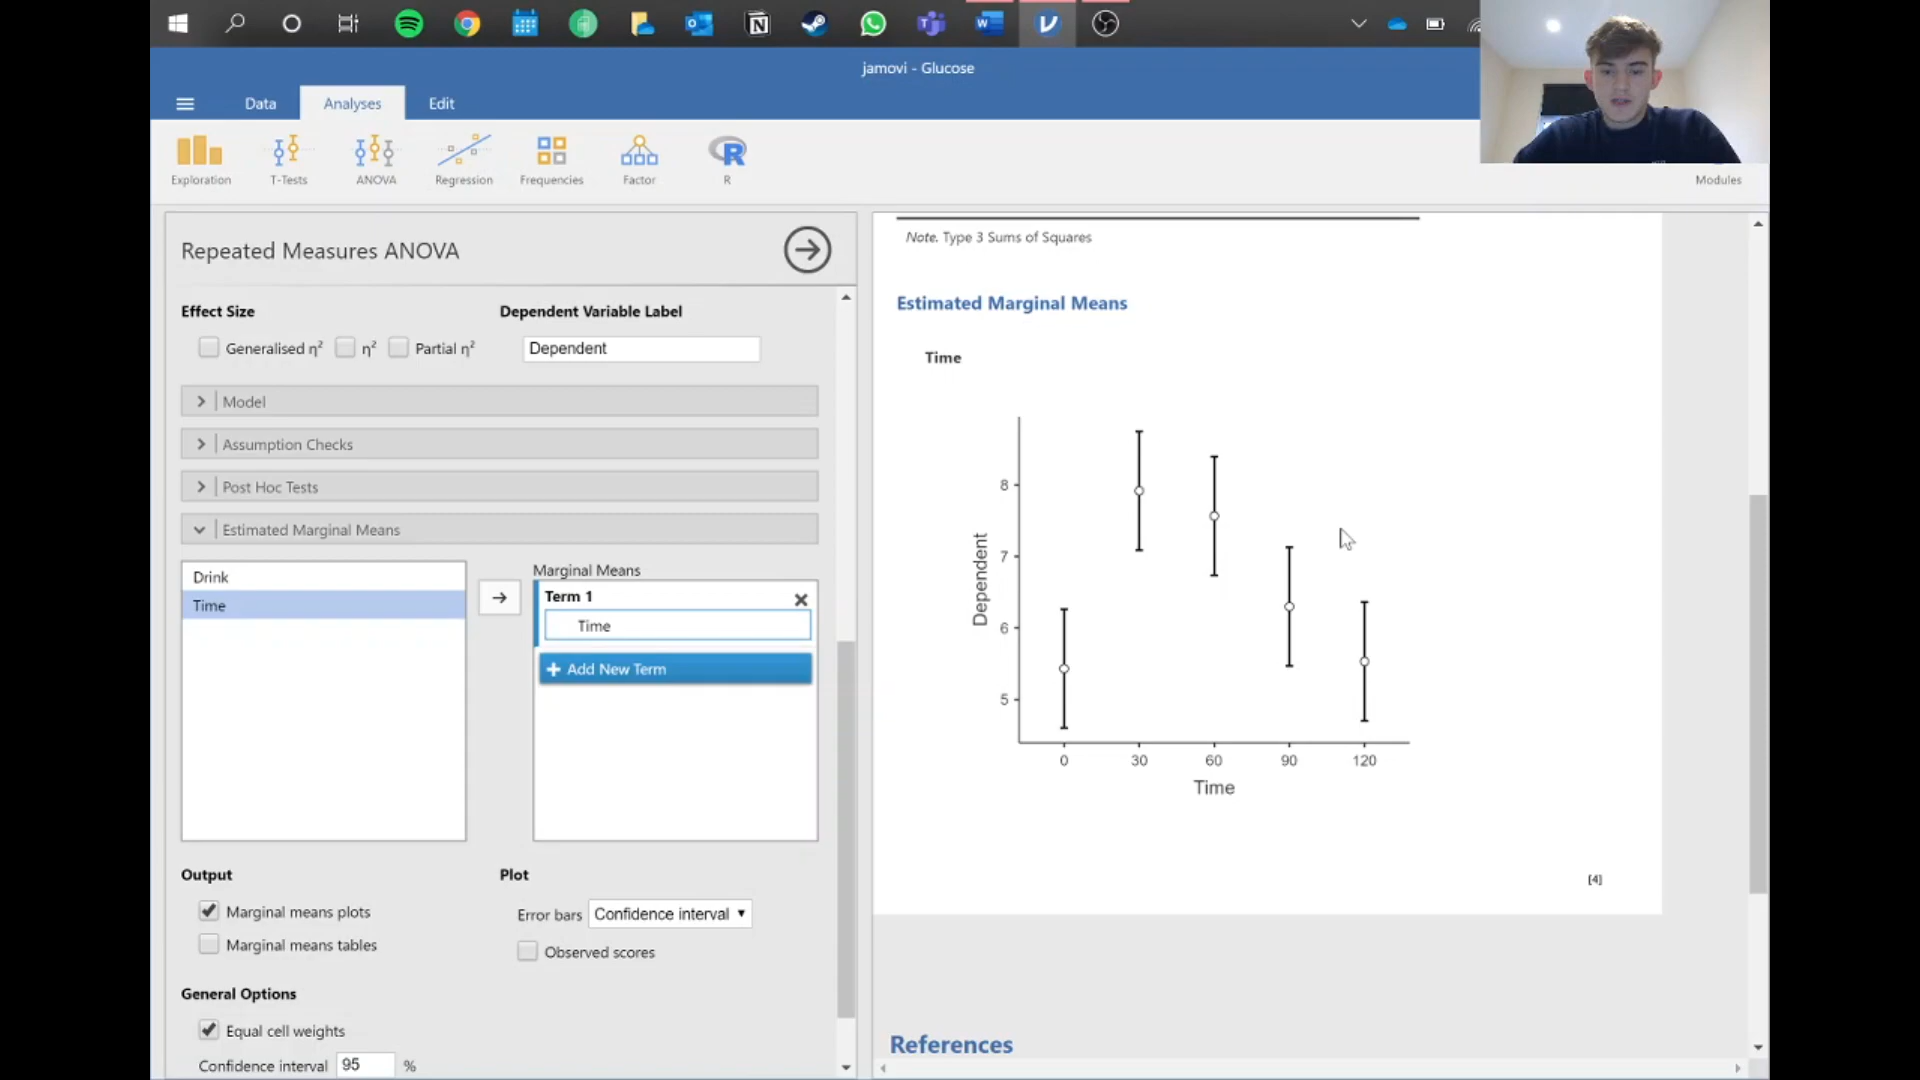 jamovi - Glucose
Data
Analyses
Edit
Exploration
T-Tests
ANOVA
Regression
Frequencies
Factor
R
Modules
Repeated Measures ANOVA
Effect Size
Dependent Variable Label
Generalised η²
η²
Partial η²
Dependent
Model
Assumption Checks
Post Hoc Tests
Estimated Marginal Means
Drink
Time
Marginal Means
Term 1
Time
Add New Term
Output
Plot
Marginal means plots
Error bars
Confidence interval
Marginal means tables
Observed scores
General Options
Equal cell weights
Confidence interval 95 %
Note. Type 3 Sums of Squares
Estimated Marginal Means
Time
8
7
6
5
Dependent
0 30 60 90 120
Time
[4]
References